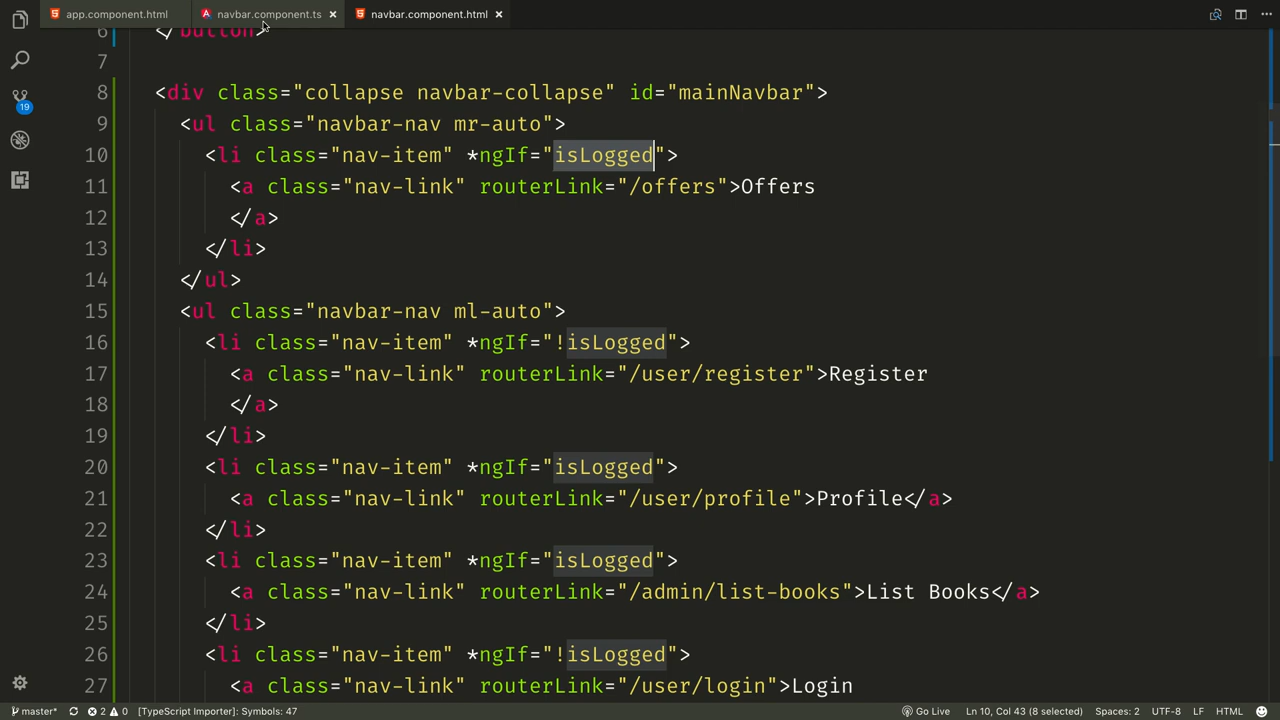 app.component.html
navbar.component.ts
navbar.component.html
6 </button>
7
8 <div class="collapse navbar-collapse" id="mainNavbar">
9 <ul class="navbar-nav mr-auto">
10 <li class="nav-item" *ngIf="isLogged">
11 <a class="nav-link" routerLink="/offers">Offers
12 </a>
13 </li>
14 </ul>
15 <ul class="navbar-nav ml-auto">
16 <li class="nav-item" *ngIf="!isLogged">
17 <a class="nav-link" routerLink="/user/register">Register
18 </a>
19 </li>
20 <li class="nav-item" *ngIf="isLogged">
21 <a class="nav-link" routerLink="/user/profile">Profile</a>
22 </li>
23 <li class="nav-item" *ngIf="isLogged">
24 <a class="nav-link" routerLink="/admin/list-books">List Books</a>
25 </li>
26 <li class="nav-item" *ngIf="!isLogged">
27 <a class="nav-link" routerLink="/user/login">Login
19
master* 2 0 [TypeScript Importer]: Symbols: 47 Go Live Ln 10, Col 43 (8 selected) Spaces: 2 UTF-8 LF HTML